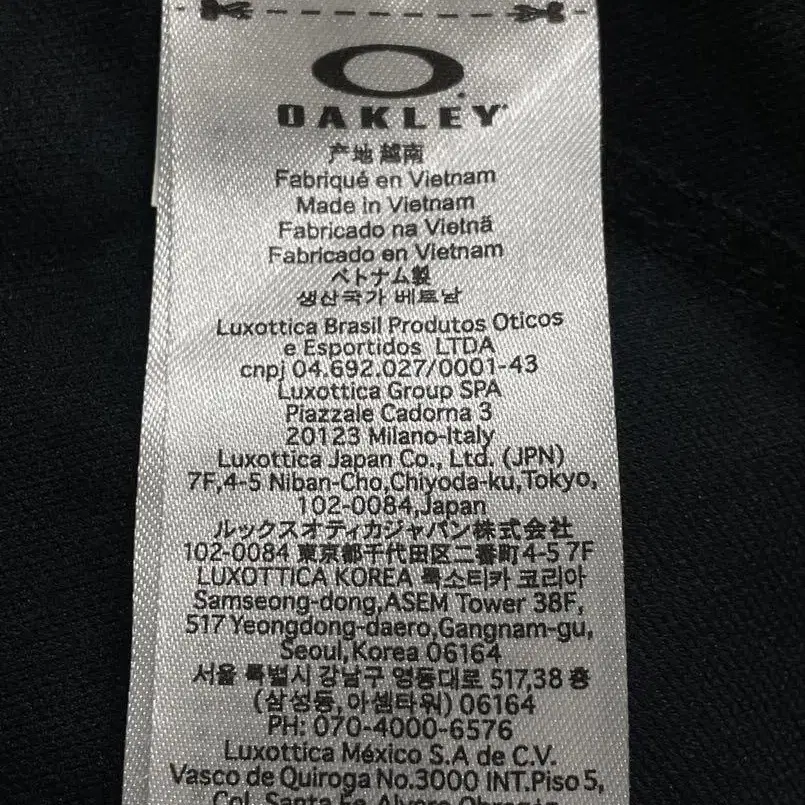 OAKLEY
产地 越南
Fabriqué en Vietnam
Made in Vietnam
Fabricado na Vietnã
Fabricado en Vietnam
ベトナム製
생산국가 베트남
Luxottica Brasil Produtos Oticos
e Esportidos LTDA
cnpj 04.692.027/0001-43
Luxottica Group SPA
Piazzale Cadorna 3
20123 Milano-Italy
Luxottica Japan Co., Ltd. (JPN)
7F,4-5 Niban-Cho,Chiyoda-ku,Tokyo,
102-0084,Japan
ルックスオティカジャパン株式会社
102-0084 東京都千代田区二番町4-5 7F
LUXOTTICA KOREA 룩소티카 코리아
Samseong-dong,ASEM Tower 38F,
517 Yeongdong-daero,Gangnam-gu,
Seoul,Korea 06164
서울 특별시 강남구 영동대로 517,38 층
(삼성동,아셈타워) 06164
PH: 070-4000-6576
Luxottica México S.A de C.V.
Vasco de Quiroga No.3000 INT.Piso 5,
Col. Santa Fe Alvaro Obregón